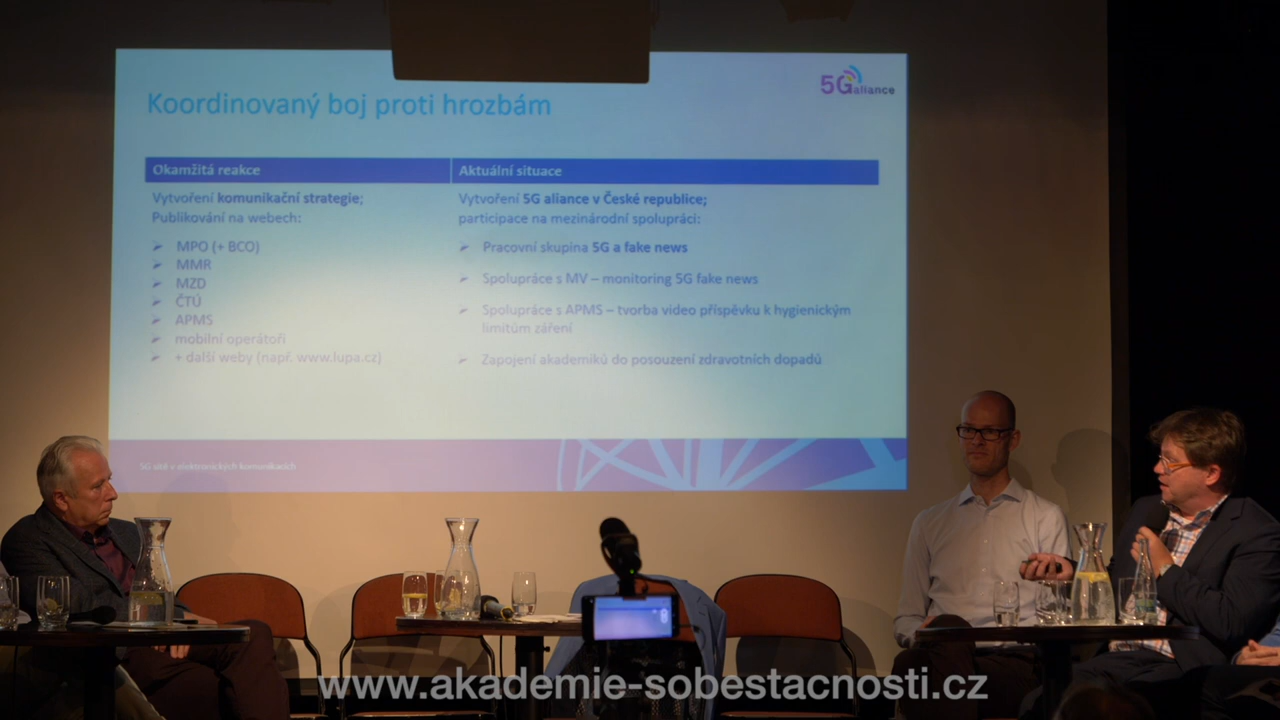 5G aliance
Koordinovaný boj proti hrozbám
Okamžitá reakce
Vytvoření komunikační strategie;
Publikování na webech:
➢ MPO (+ BCO)
➢ MMR
➢ MZD
➢ ČTÚ
➢ APMS
➢ mobilní operátoři
➢ + další weby (např. www.lupa.cz)
Aktuální situace
Vytvoření 5G aliance v České republice;
participace na mezinárodní spolupráci:
➢ Pracovní skupina 5G a fake news
➢ Spolupráce s MV – monitoring 5G fake news
➢ Spolupráce s APMS – tvorba video příspěvku k hygienickým
limitům záření
➢ Zapojení akademiků do posouzení zdravotních dopadů
5G sítě v elektronických komunikacích
www.akademie-sobestacnosti.cz